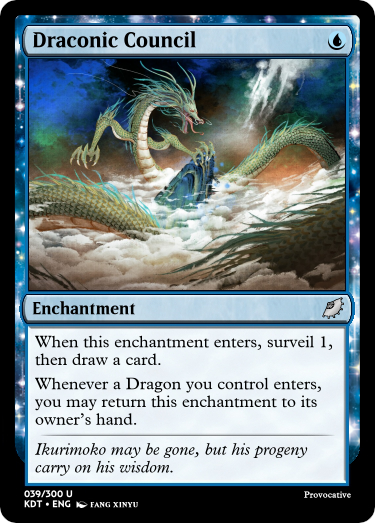 Draconic Council
Enchantment
When this enchantment enters, surveil 1,
then draw a card.
Whenever a Dragon you control enters,
you may return this enchantment to its
owner's hand.
Ikurimoko may be gone, but his progeny
carry on his wisdom.
039/300 U
KDT • ENG FANG XINYU
Provocative